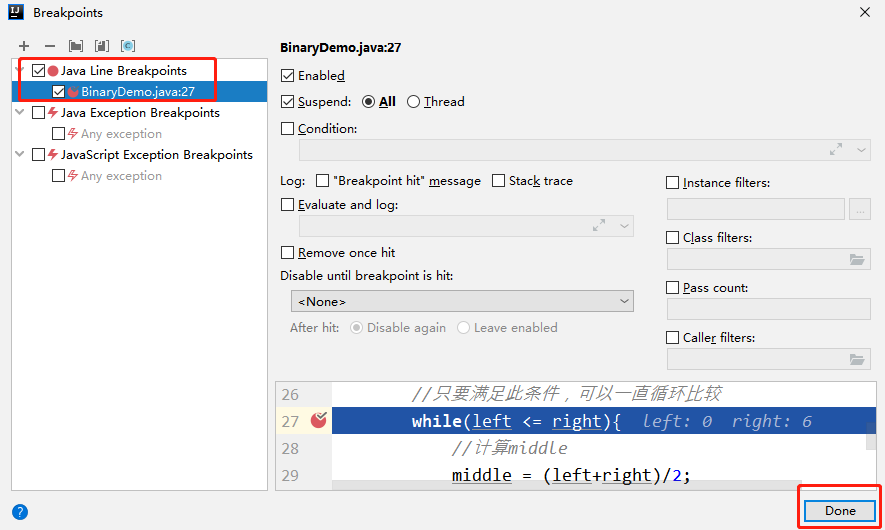 Breakpoints
Java Line Breakpoints
BinaryDemo.java:27
Java Exception Breakpoints
Any exception
JavaScript Exception Breakpoints
Any exception
BinaryDemo.java:27
Enabled
Suspend: All Thread
Condition:
Log: "Breakpoint hit" message Stack trace
Evaluate and log:
Remove once hit
Disable until breakpoint is hit:
<None>
After hit: Disable again Leave enabled
Instance filters:
...
Class filters:
Pass count:
Caller filters:
26 //只要满足此条件，可以一直循环比较
27 while(left <= right){ left: 0 right: 6
28 //计算middle
29 middle = (left+right)/2;
? Done